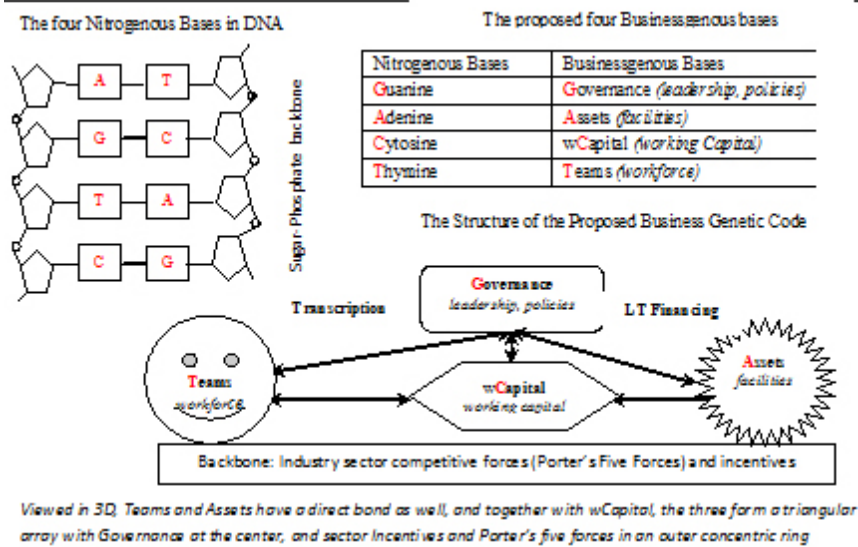 The four Nitrogenous Bases in DNA
A T
G C
T A
C G
Sugar-Phosphate backbone
The proposed four Businessgenous bases
Nitrogenous Bases Businessgenous Bases
Guanine Governance (leadership, policies)
Adenine Assets (facilities)
Cytosine wCapital (working Capital)
Thymine Teams (workforce)
The Structure of the Proposed Business Genetic Code
Governance
leadership, policies
Transcription
LT Financing
Teams
workforce
wCapital
working capital
Assets
facilities
Backbone: Industry sector competitive forces (Porter's Five Forces) and incentives
Viewed in 3D, Teams and Assets have a direct bond as well, and together with wCapital, the three form a triangular
array with Governance at the center, and sector Incentives and Porter's five forces in an outer concentric ring